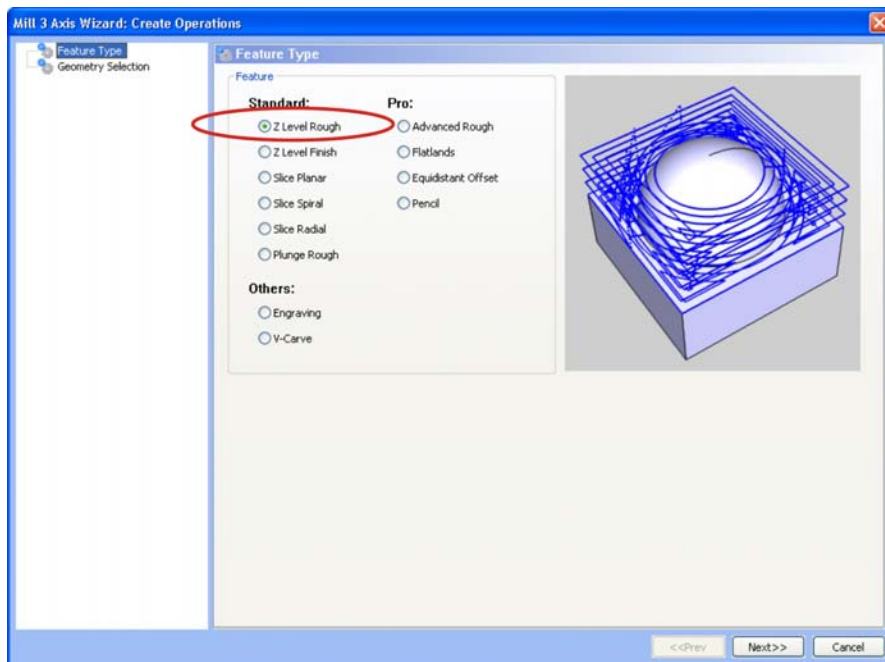 Mill 3 Axis Wizard: Create Operations
Feature Type
Geometry Selection
Feature Type
Feature
Standard:
Z Level Rough
Z Level Finish
Slice Planar
Slice Spiral
Slice Radial
Plunge Rough
Pro:
Advanced Rough
Flatlands
Equidistant Offset
Pencil
Others:
Engraving
V-Carve
<<Prev
Next>>
Cancel